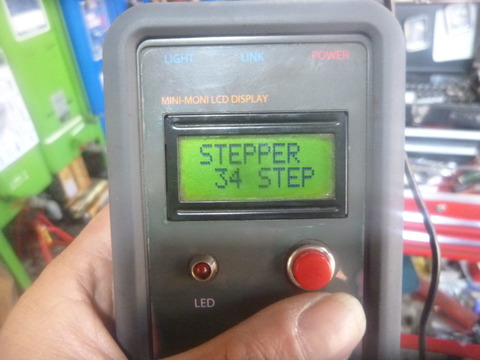 LIGHT LINK POWER
MINI-MONI LCD DISPLAY
STEPPER
34 STEP
LED